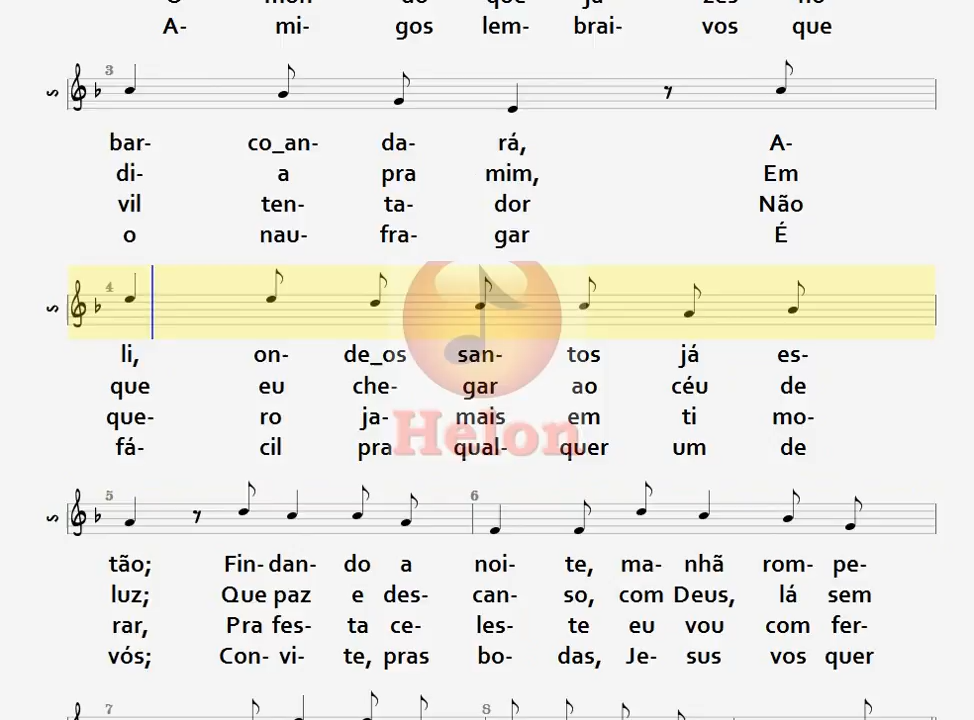 A- mi- gos lem- brai- vos que
3
S
bar- co_an- da- rá, A-
di- a pra mim, Em
vil ten- ta- dor Não
o nau- fra- gar É
4
S
li, on- de_os san- tos já es-
que eu che- gar ao céu de
que- ro ja- mais em ti mo-
fá- cil pra qual- quer um de
Helon
5 6
S
tão; Fin- dan- do a noi- te, ma- nhã rom- pe-
luz; Que paz e des- can- so, com Deus, lá sem
rar, Pra fes- ta ce- les- te eu vou com fer-
vós; Con- vi- te, pras bo- das, Je- sus vos quer
7 8